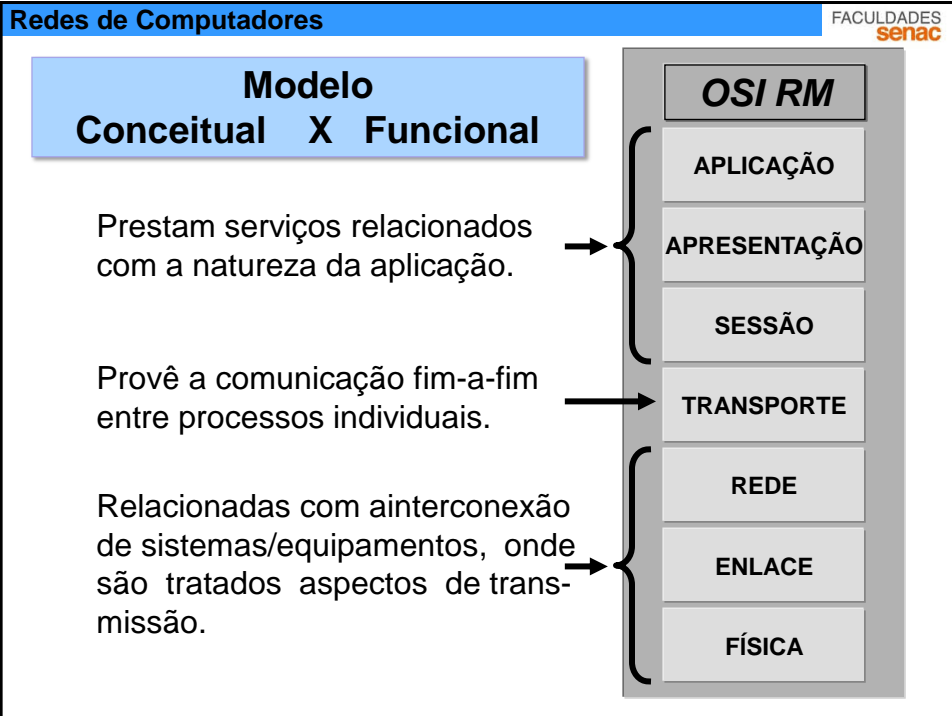 Redes de Computadores
FACULDADES
senac
Modelo
Conceitual X Funcional
OSI RM
APLICAÇÃO
Prestam serviços relacionados
com a natureza da aplicação.
APRESENTAÇÃO
SESSÃO
Provê a comunicação fim-a-fim
entre processos individuais.
TRANSPORTE
Relacionadas com ainterconexão
de sistemas/equipamentos, onde
são tratados aspectos de trans-
missão.
REDE
ENLACE
FÍSICA